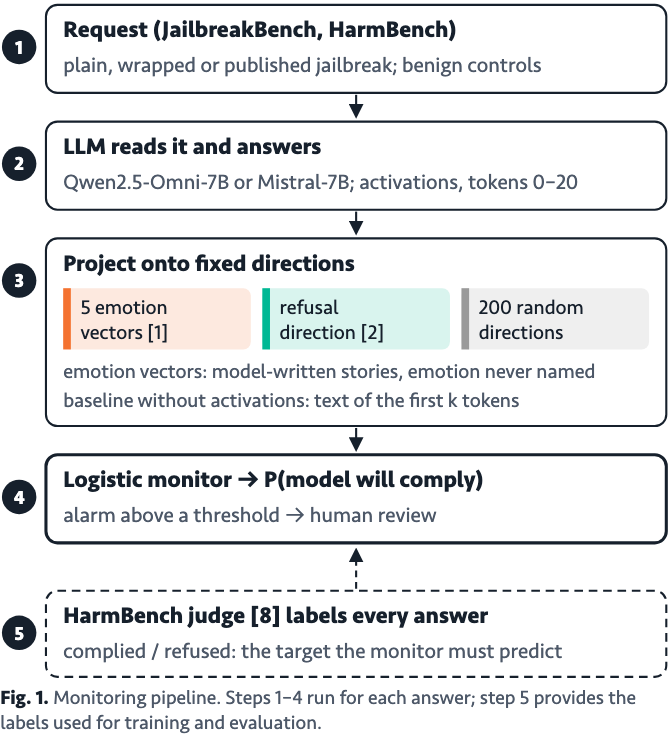 1
Request (JailbreakBench, HarmBench)
plain, wrapped or published jailbreak; benign controls
2
LLM reads it and answers
Qwen2.5-Omni-7B or Mistral-7B; activations, tokens 0–20
3
Project onto fixed directions
5 emotion
vectors [1]
refusal
direction [2]
200 random
directions
emotion vectors: model-written stories, emotion never named
baseline without activations: text of the first k tokens
4
Logistic monitor → P(model will comply)
alarm above a threshold → human review
5
HarmBench judge [8] labels every answer
complied / refused: the target the monitor must predict
Fig. 1. Monitoring pipeline. Steps 1–4 run for each answer; step 5 provides the
labels used for training and evaluation.